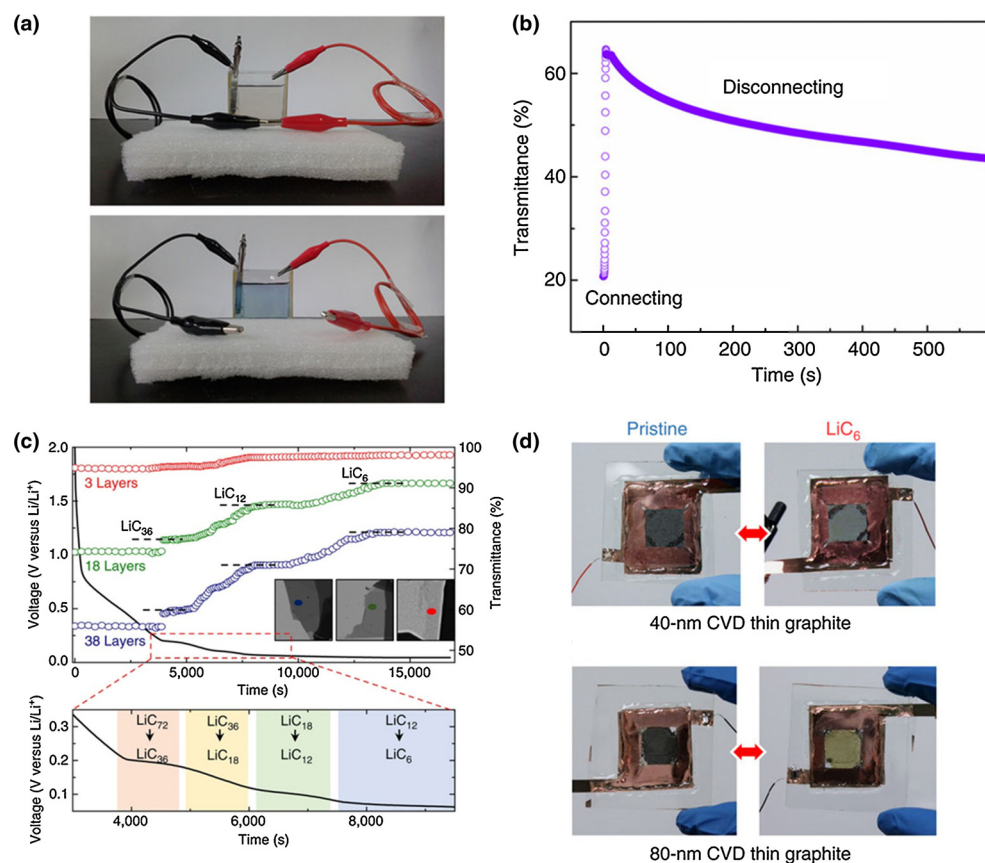 (a)
(b)
Transmittance (%)
60
40
20
Disconnecting
Connecting
0 100 200 300 400 500
Time (s)
(c)
Voltage (V versus Li/Li⁺)
2.0
1.5
1.0
0.5
0.0
3 Layers
18 Layers
38 Layers
LiC₃₆
LiC₁₂
LiC₆
100
90
80
70
60
50
Transmittance (%)
0 5,000 10,000 15,000
Time (s)
Voltage (V versus Li/Li⁺)
0.3
0.2
0.1
LiC₇₂ LiC₃₆ LiC₁₈ LiC₁₂
LiC₃₆ LiC₁₈ LiC₁₂ LiC₆
4,000 6,000 8,000
Time (s)
(d)
Pristine LiC₆
40-nm CVD thin graphite
80-nm CVD thin graphite